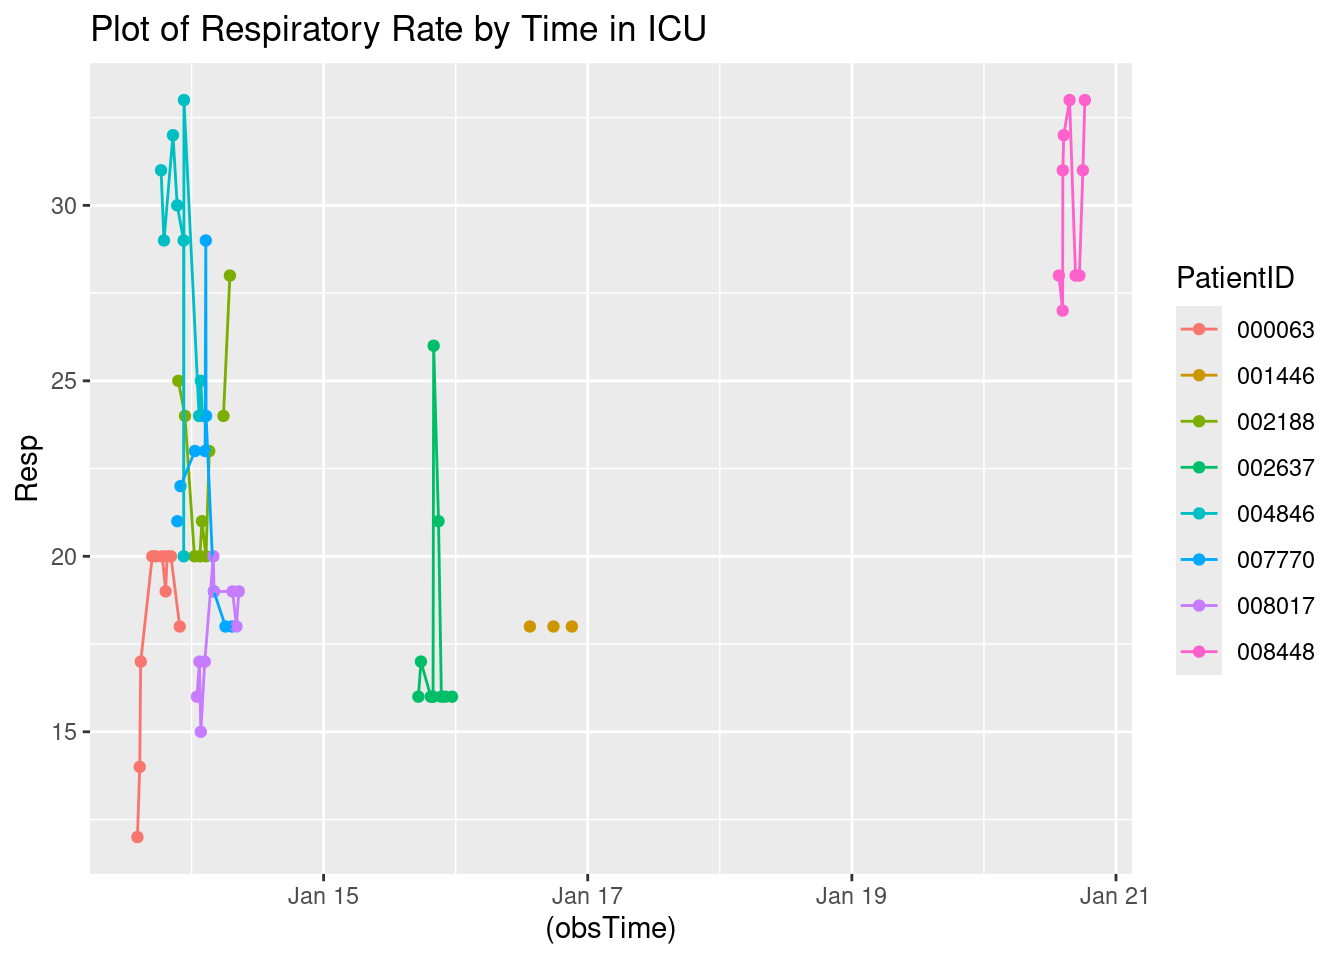 Plot of Respiratory Rate by Time in ICU
Resp
30
25
20
15
Jan 15
Jan 17
Jan 19
Jan 21
(obsTime)
PatientID
000063
001446
002188
002637
004846
007770
008017
008448